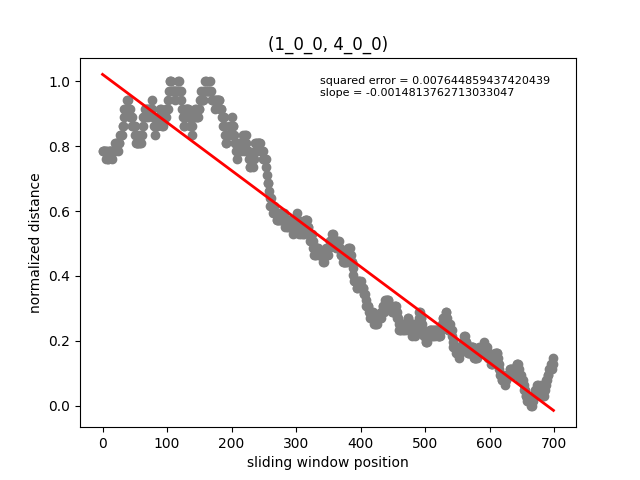 (1_0_0, 4_0_0)
squared error = 0.007644859437420439
slope = -0.0014813762713033047
1.0
0.8
0.6
0.4
0.2
0.0
normalized distance
0 100 200 300 400 500 600 700
sliding window position